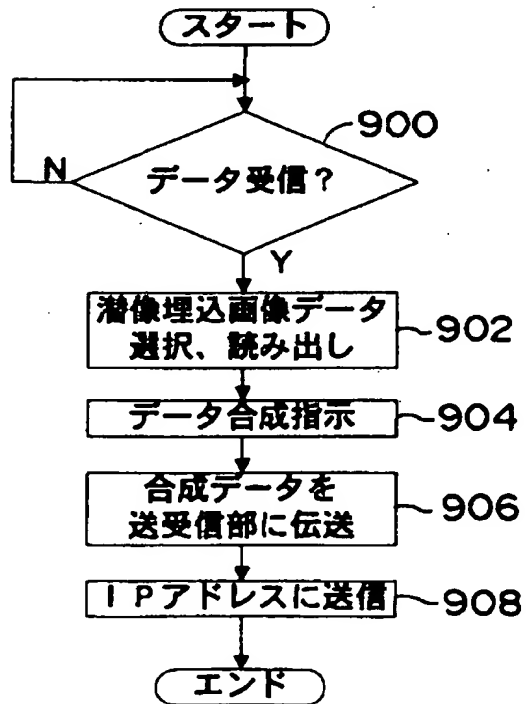 スタート
900
データ受信？
N
Y
潜像埋込画像データ
選択、読み出し
902
データ合成指示
904
合成データを
送受信部に伝送
906
ＩＰアドレスに送信
908
エンド